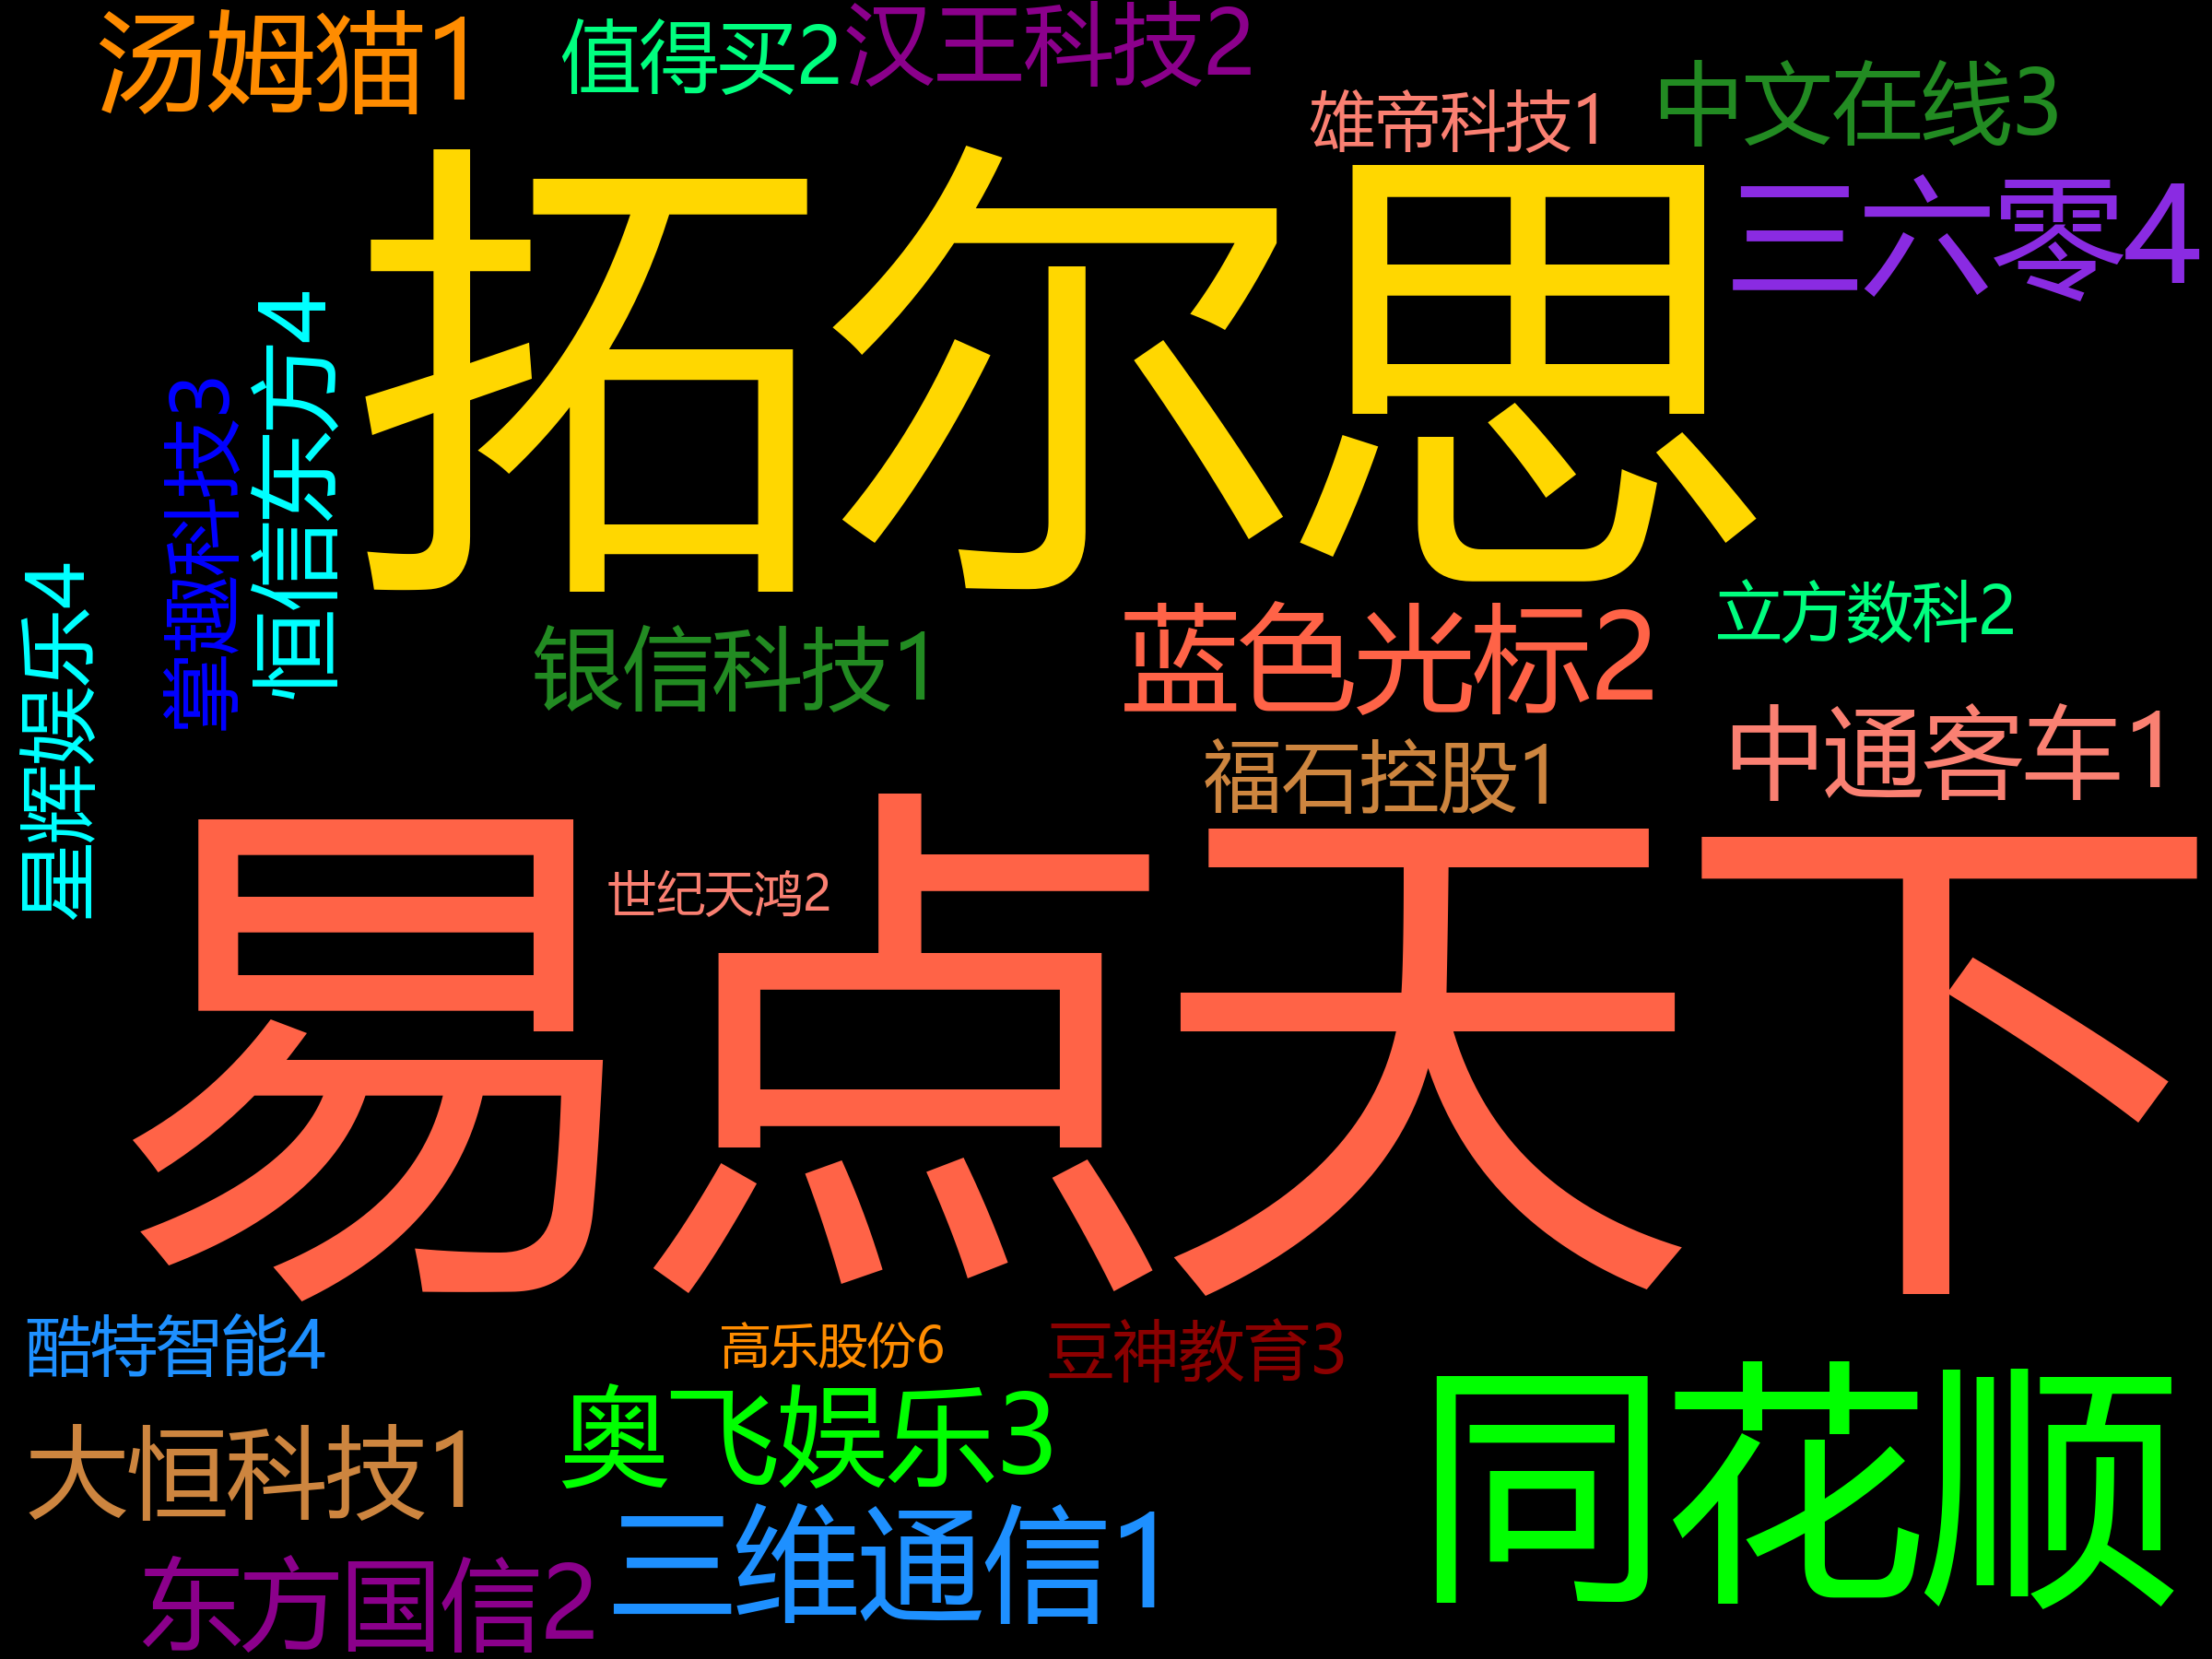 汤姆猫1
值得买2
汉王科技2
雄帝科技1
中文在线3
三六零4
拓尔思
恒信东方4
掌趣科技3
星辉娱乐4
银信科技1
蓝色光标2
立方数科2
福石控股1
中通客车1
世纪天鸿2
易点天下
酷特智能4
高乐股份6
豆神教育3
奥飞娱乐3
同花顺
大恒科技1
三维通信1
东方国信2